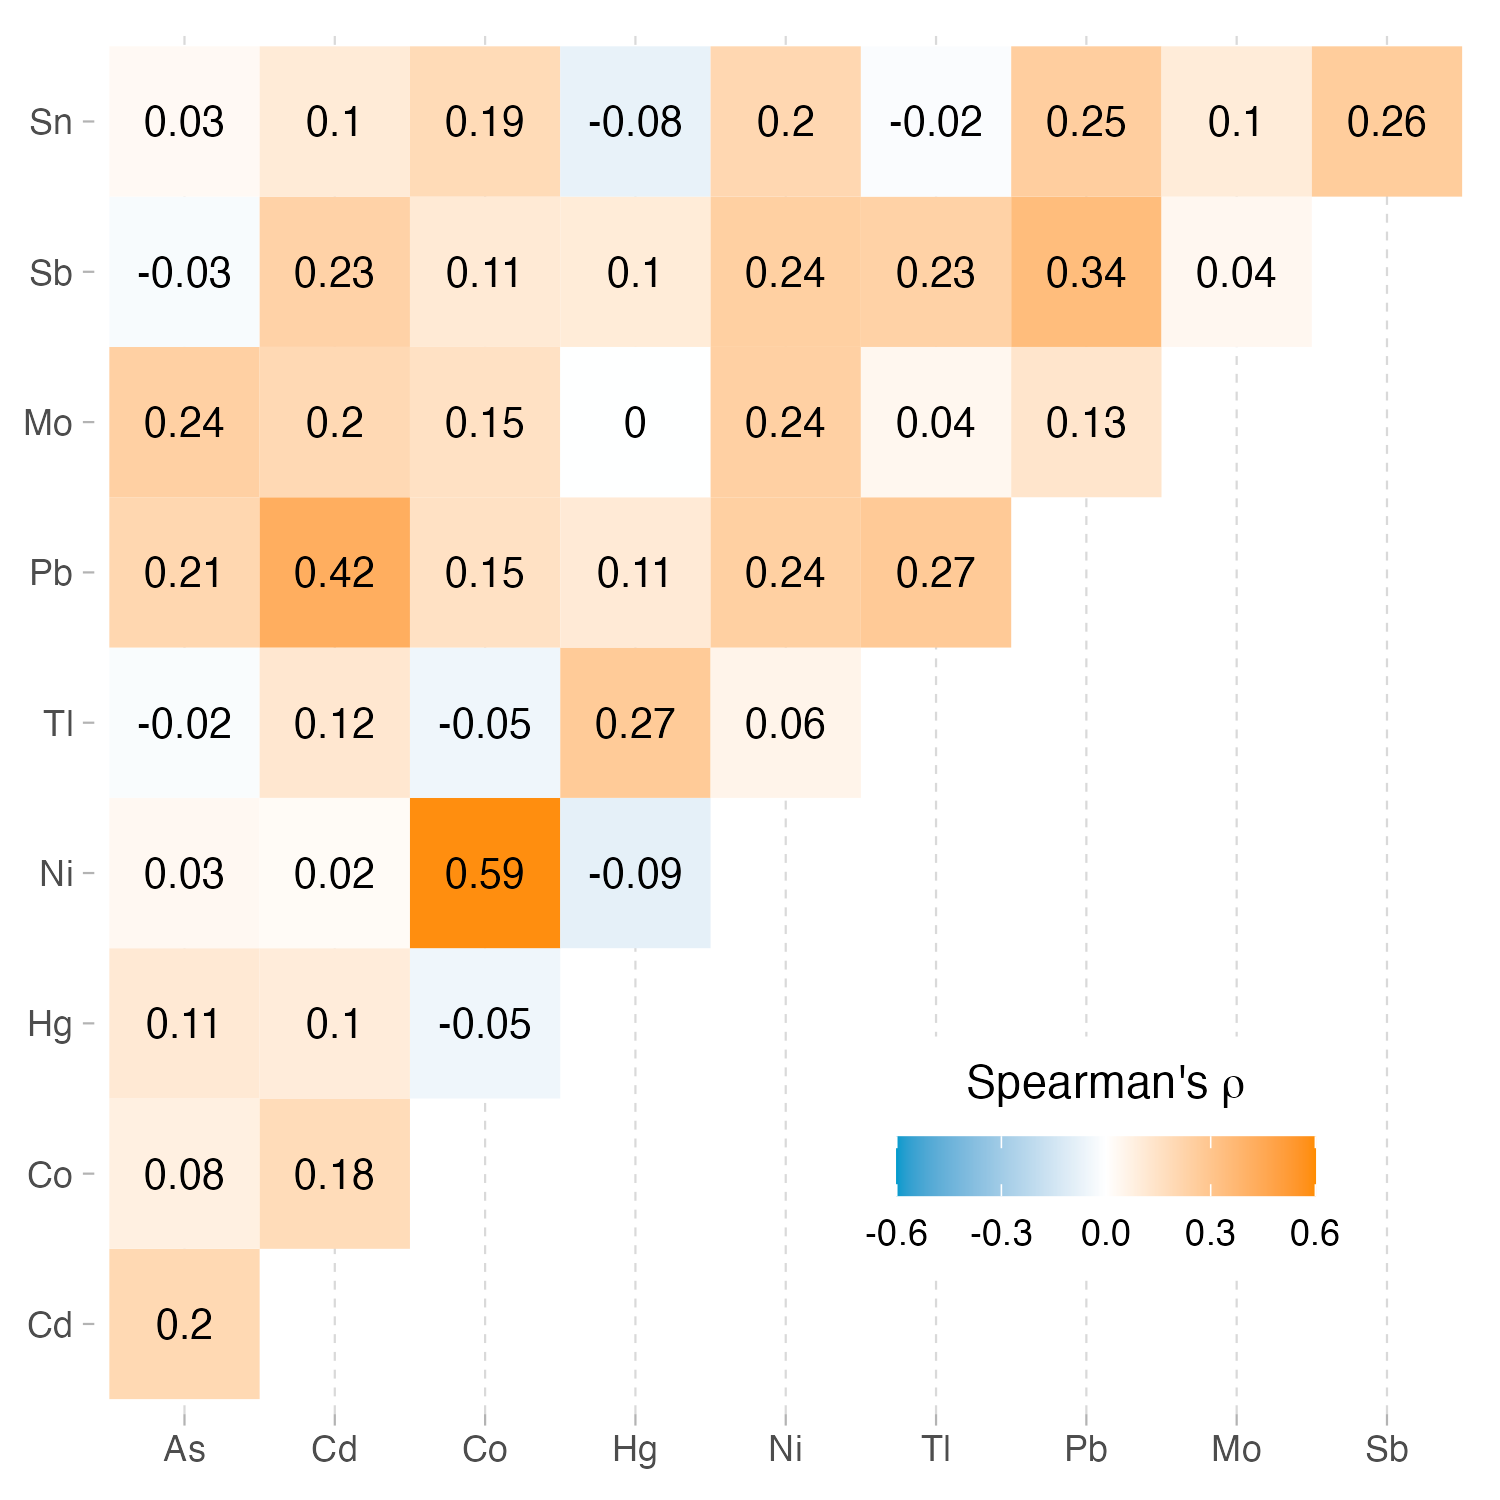 Sn 0.03 0.1 0.19 -0.08 0.2 -0.02 0.25 0.1 0.26
Sb -0.03 0.23 0.11 0.1 0.24 0.23 0.34 0.04
Mo 0.24 0.2 0.15 0 0.24 0.04 0.13
Pb 0.21 0.42 0.15 0.11 0.24 0.27
Tl -0.02 0.12 -0.05 0.27 0.06
Ni 0.03 0.02 0.59 -0.09
Hg 0.11 0.1 -0.05
Spearman's ρ
Co 0.08 0.18
-0.6 -0.3 0.0 0.3 0.6
Cd 0.2
As Cd Co Hg Ni Tl Pb Mo Sb